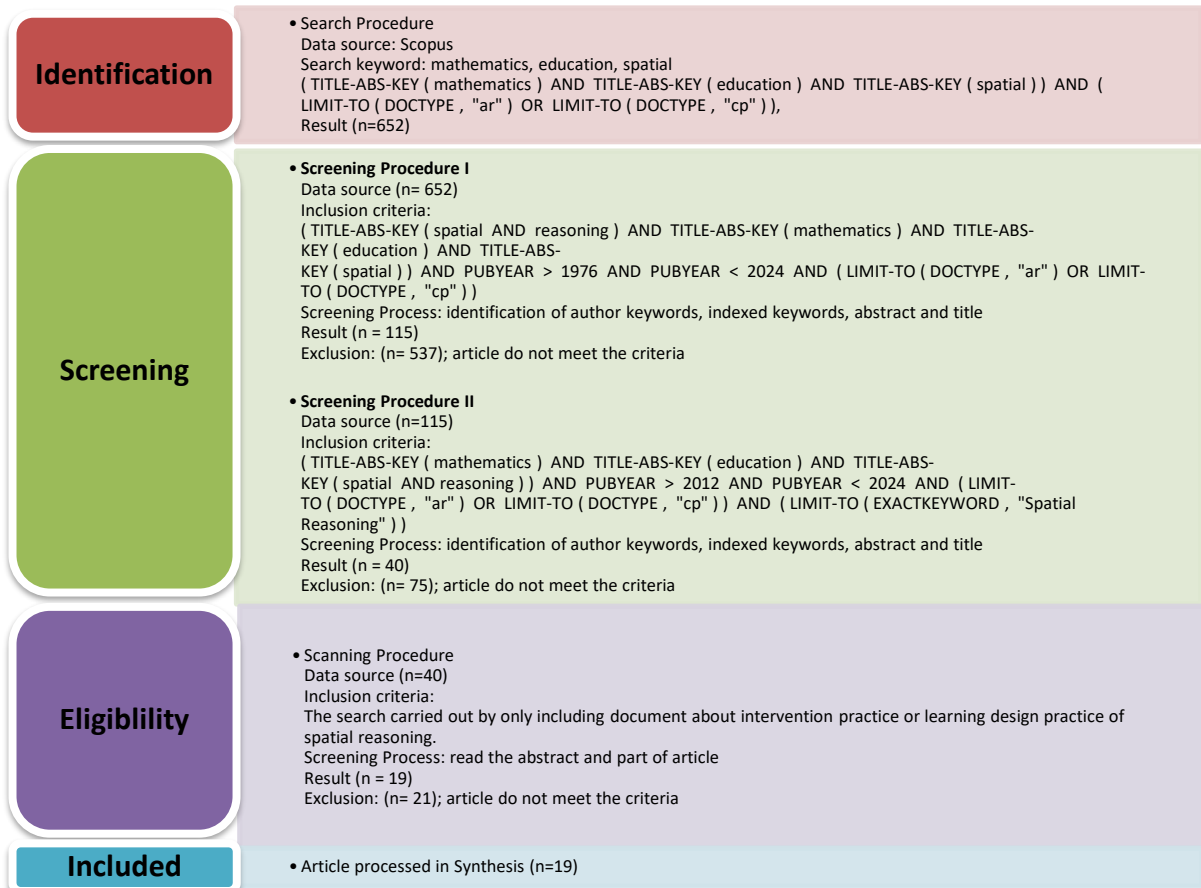 Identification
• Search Procedure
Data source: Scopus
Search keyword: mathematics, education, spatial
( TITLE-ABS-KEY ( mathematics ) AND TITLE-ABS-KEY ( education ) AND TITLE-ABS-KEY ( spatial ) ) AND (
LIMIT-TO ( DOCTYPE , "ar" ) OR LIMIT-TO ( DOCTYPE , "cp" ) ),
Result (n=652)
Screening
• Screening Procedure I
Data source (n= 652)
Inclusion criteria:
( TITLE-ABS-KEY ( spatial AND reasoning ) AND TITLE-ABS-KEY ( mathematics ) AND TITLE-ABS-
KEY ( education ) AND TITLE-ABS-
KEY ( spatial ) ) AND PUBYEAR > 1976 AND PUBYEAR < 2024 AND ( LIMIT-TO ( DOCTYPE , "ar" ) OR LIMIT-
TO ( DOCTYPE , "cp" ) )
Screening Process: identification of author keywords, indexed keywords, abstract and title
Result (n = 115)
Exclusion: (n= 537); article do not meet the criteria
• Screening Procedure II
Data source (n=115)
Inclusion criteria:
( TITLE-ABS-KEY ( mathematics ) AND TITLE-ABS-KEY ( education ) AND TITLE-ABS-
KEY ( spatial AND reasoning ) ) AND PUBYEAR > 2012 AND PUBYEAR < 2024 AND ( LIMIT-
TO ( DOCTYPE , "ar" ) OR LIMIT-TO ( DOCTYPE , "cp" ) ) AND ( LIMIT-TO ( EXACTKEYWORD , "Spatial
Reasoning" ) )
Screening Process: identification of author keywords, indexed keywords, abstract and title
Result (n = 40)
Exclusion: (n= 75); article do not meet the criteria
Eligiblility
• Scanning Procedure
Data source (n=40)
Inclusion criteria:
The search carried out by only including document about intervention practice or learning design practice of
spatial reasoning.
Screening Process: read the abstract and part of article
Result (n = 19)
Exclusion: (n= 21); article do not meet the criteria
Included
• Article processed in Synthesis (n=19)